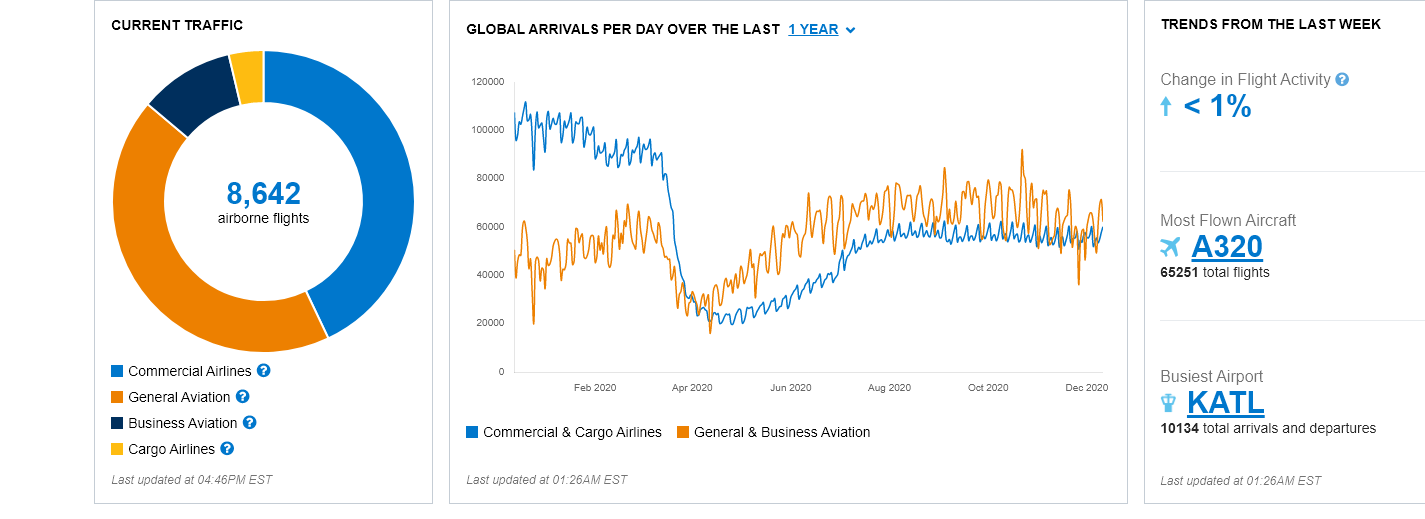 CURRENT TRAFFIC
8,642
airborne flights
Commercial Airlines ?
General Aviation ?
Business Aviation ?
Cargo Airlines ?
Last updated at 04:46PM EST
GLOBAL ARRIVALS PER DAY OVER THE LAST 1 YEAR
120000
100000
80000
60000
40000
20000
0
Feb 2020 Apr 2020 Jun 2020 Aug 2020 Oct 2020 Dec 2020
Commercial & Cargo Airlines General & Business Aviation
Last updated at 01:26AM EST
TRENDS FROM THE LAST WEEK
Change in Flight Activity ?
< 1%
Most Flown Aircraft
A320
65251 total flights
Busiest Airport
KATL
10134 total arrivals and departures
Last updated at 01:26AM EST